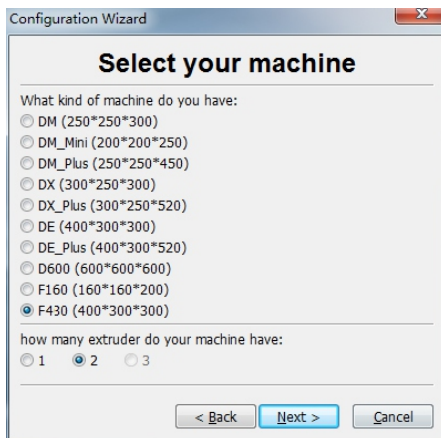 Configuration Wizard
Select your machine
What kind of machine do you have:
DM (250*250*300)
DM_Mini (200*200*250)
DM_Plus (250*250*450)
DX (300*250*300)
DX_Plus (300*250*520)
DE (400*300*300)
DE_Plus (400*300*520)
D600 (600*600*600)
F160 (160*160*200)
F430 (400*300*300)
how many extruder do your machine have:
1 2 3
< Back Next > Cancel